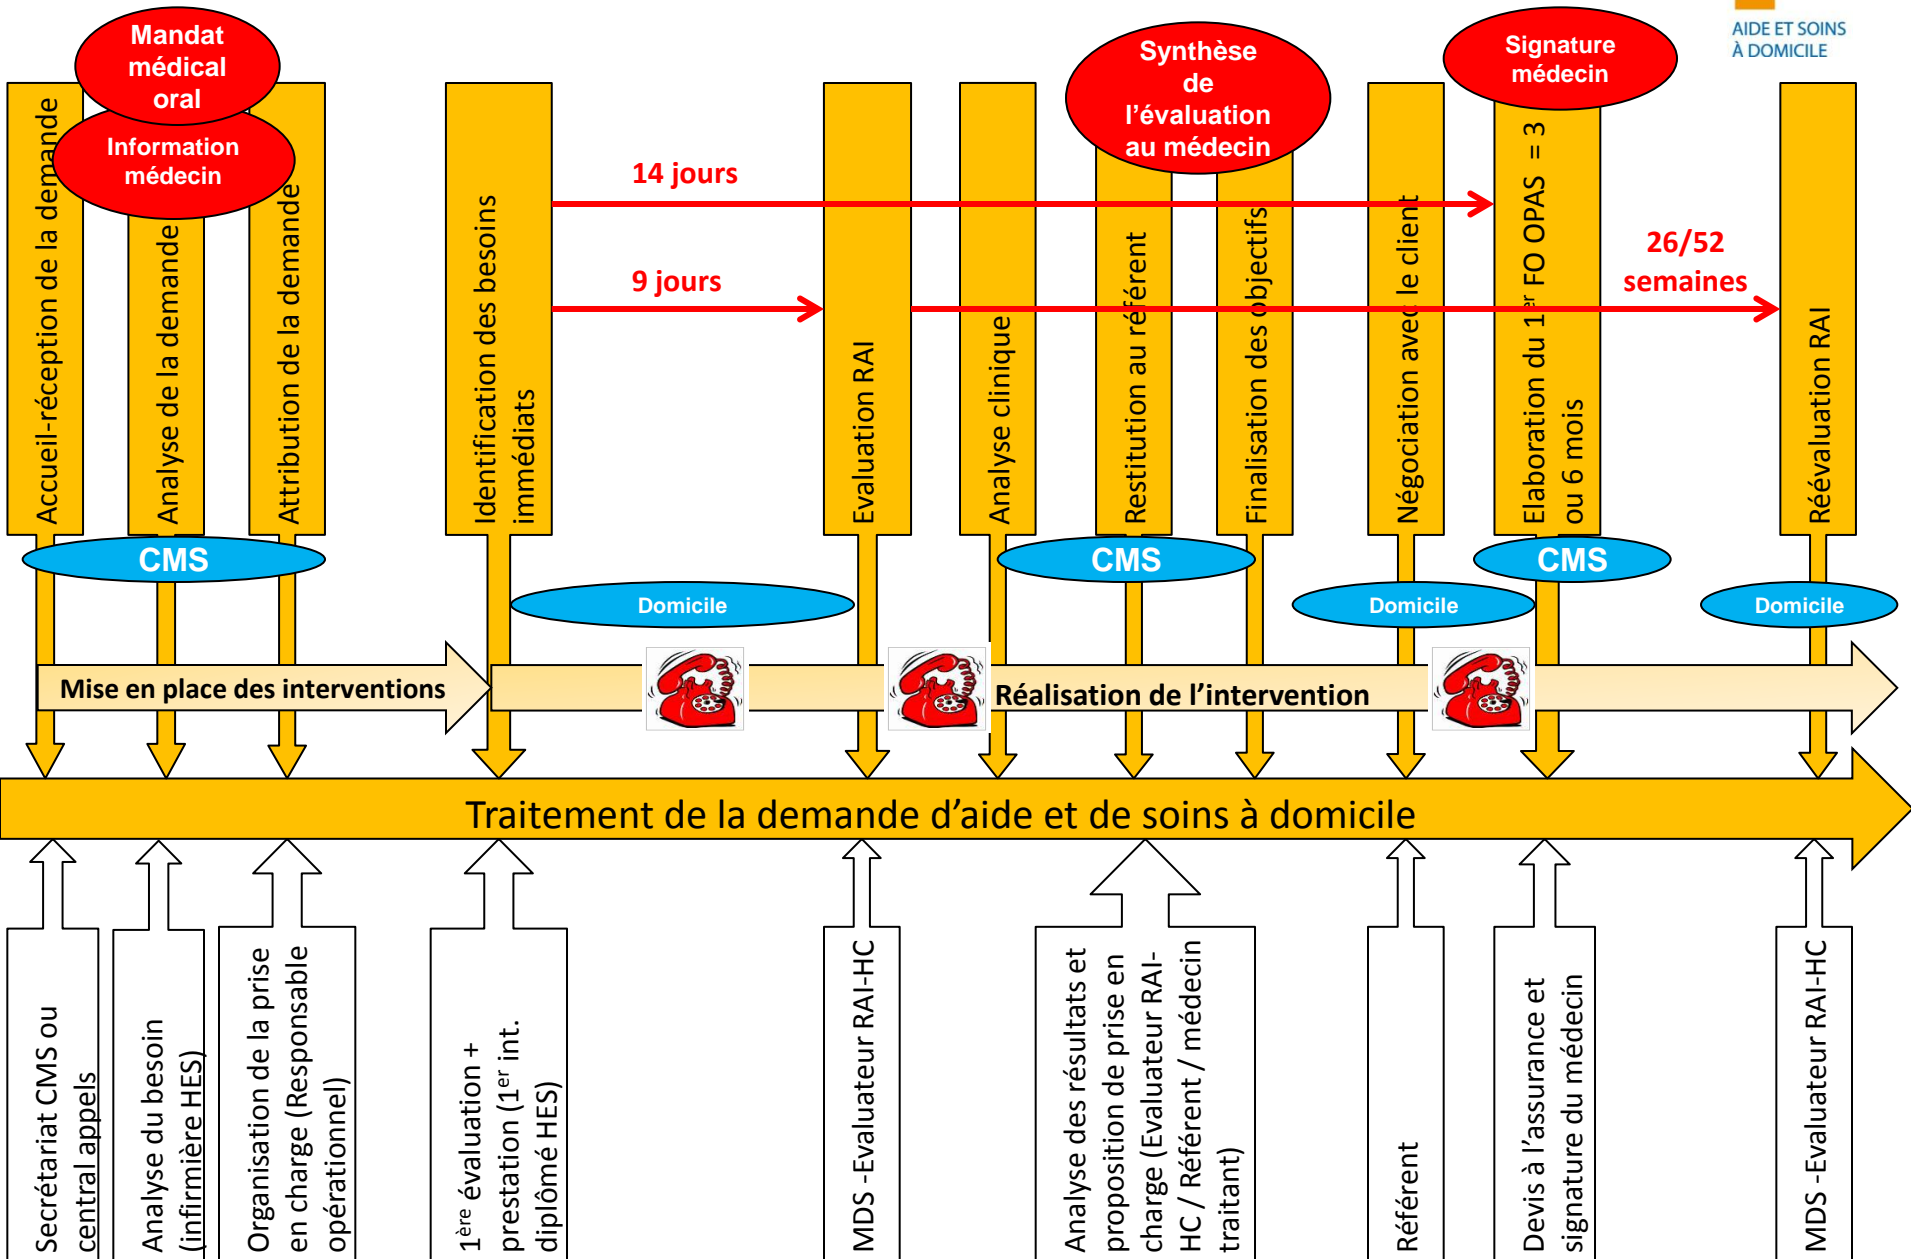 AIDE ET SOINS
À DOMICILE
Mandat
médical
oral
Information
médecin
Synthèse
de
l'évaluation
au médecin
Signature
médecin
Accueil-réception de la demande
Analyse de la demande
Attribution de la demande
Identification des besoins
immédiats
Evaluation RAI
Analyse clinique
Restitution au référent
Finalisation des objectifs
Négociation avec le client
Elaboration du 1er FO OPAS = 3
ou 6 mois
Réévaluation RAI
14 jours
9 jours
26/52
semaines
CMS
CMS
CMS
Domicile
Domicile
Domicile
Mise en place des interventions
Réalisation de l'intervention
Traitement de la demande d'aide et de soins à domicile
Secrétariat CMS ou
central appels
Analyse du besoin
(infirmière HES)
Organisation de la prise
en charge (Responsable
opérationnel)
1ère évaluation +
prestation (1er int.
diplômé HES)
MDS -Evaluateur RAI-HC
Analyse des résultats et
proposition de prise en
charge (Evaluateur RAI-
HC / Référent / médecin
traitant)
Référent
Devis à l'assurance et
signature du médecin
MDS -Evaluateur RAI-HC